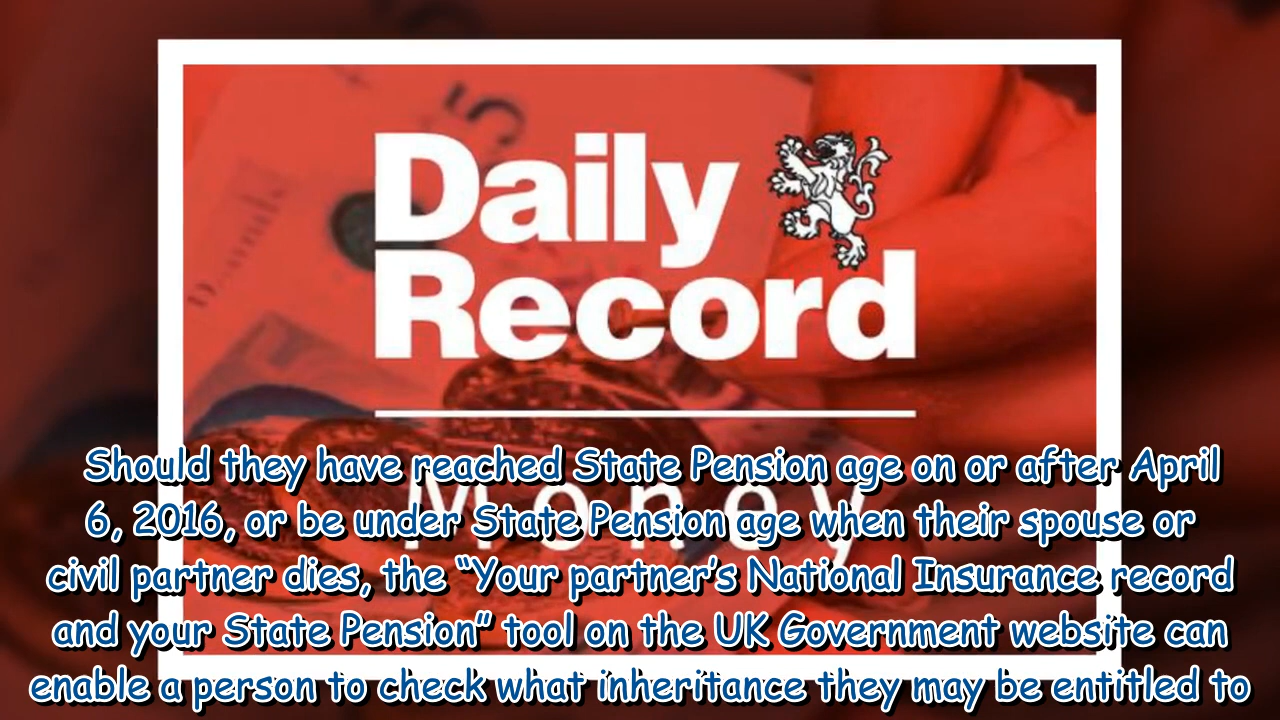 Daily
Record
Money
Should they have reached State Pension age on or after April
6, 2016, or be under State Pension age when their spouse or
civil partner dies, the “Your partner’s National Insurance record
and your State Pension” tool on the UK Government website can
enable a person to check what inheritance they may be entitled to